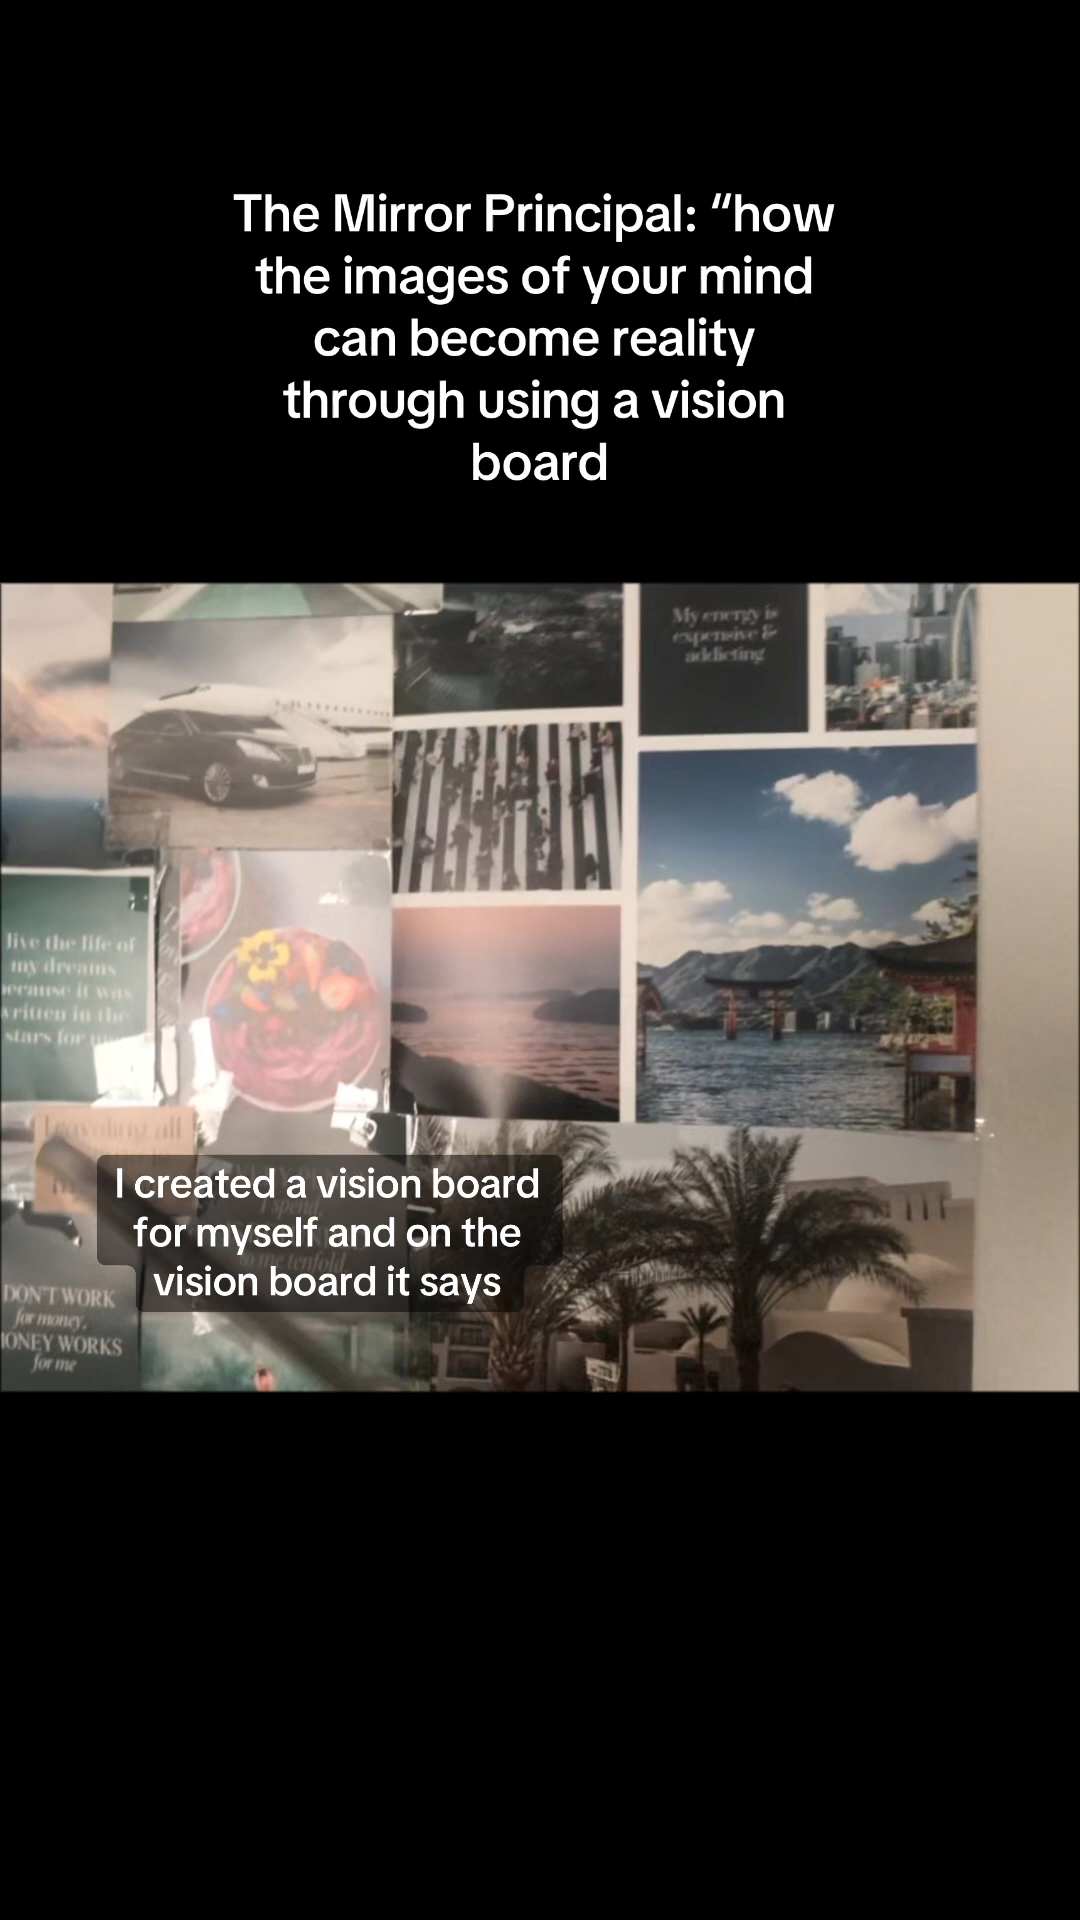 The Mirror Principal: “how
the images of your mind
can become reality
through using a vision
board
My energy is
expensive &
addicting
live the life of
my dreams
because it was
written in the
stars for
Traveling all
I created a vision board
for myself and on the
vision board it says
DON'T WORK
for money,
MONEY WORKS
for me